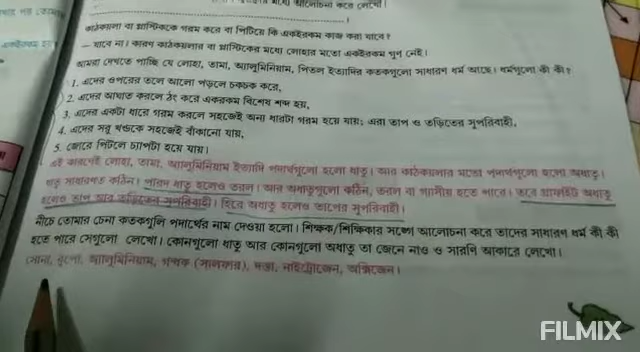 আলোচনা করে লেখো।
কাঠকয়লা বা প্লাস্টিককে গরম করে বা পিটিয়ে কি একইরকম কাজ করা যাবে?
— যাবে না। কারণ কাঠকয়লার বা প্লাস্টিকের মধ্যে লোহার মতো একইরকম গুণ নেই।
আমরা দেখতে পাচ্ছি যে লোহা, তামা, অ্যালুমিনিয়াম, পিতল ইত্যাদির কতকগুলো সাধারণ ধর্ম আছে। ধর্মগুলো কী কী?
1. এদের ওপরের তলে আলো পড়লে চকচক করে,
2. এদের আঘাত করলে ঠং করে একরকম বিশেষ শব্দ হয়,
3. এদের একটা ধারে গরম করলে সহজেই অন্য ধারটা গরম হয়ে যায়; এরা তাপ ও তড়িতের সুপরিবাহী,
4. এদের সরু খণ্ডকে সহজেই বাঁকানো যায়,
5. জোরে পিটলে চ্যাপটা হয়ে যায়।
এই কারণেই লোহা, তামা, অ্যালুমিনিয়াম ইত্যাদি পদার্থগুলো হলো ধাতু। আর কাঠকয়লার মতো পদার্থগুলো হলো অধাতু।
ধাতু সাধারণত কঠিন। পারদ ধাতু হলেও তরল। আর অধাতুগুলো কঠিন, তরল বা গ্যাসীয় হতে পারে। তবে গ্রাফাইট অধাতু
হলেও তাপ আর তড়িতের সুপরিবাহী। হিরে অধাতু হলেও তাপের সুপরিবাহী।
নীচে তোমার চেনা কতকগুলি পদার্থের নাম দেওয়া হলো। শিক্ষক/শিক্ষিকার সঙ্গে আলোচনা করে তাদের সাধারণ ধর্ম কী কী
হতে পারে সেগুলো লেখো। কোনগুলো ধাতু আর কোনগুলো অধাতু তা জেনে নাও ও সারণি আকারে লেখো।
সোনা, রুপো, অ্যালুমিনিয়াম, গন্ধক (সালফার), দস্তা, নাইট্রোজেন, অক্সিজেন।
FILMIX